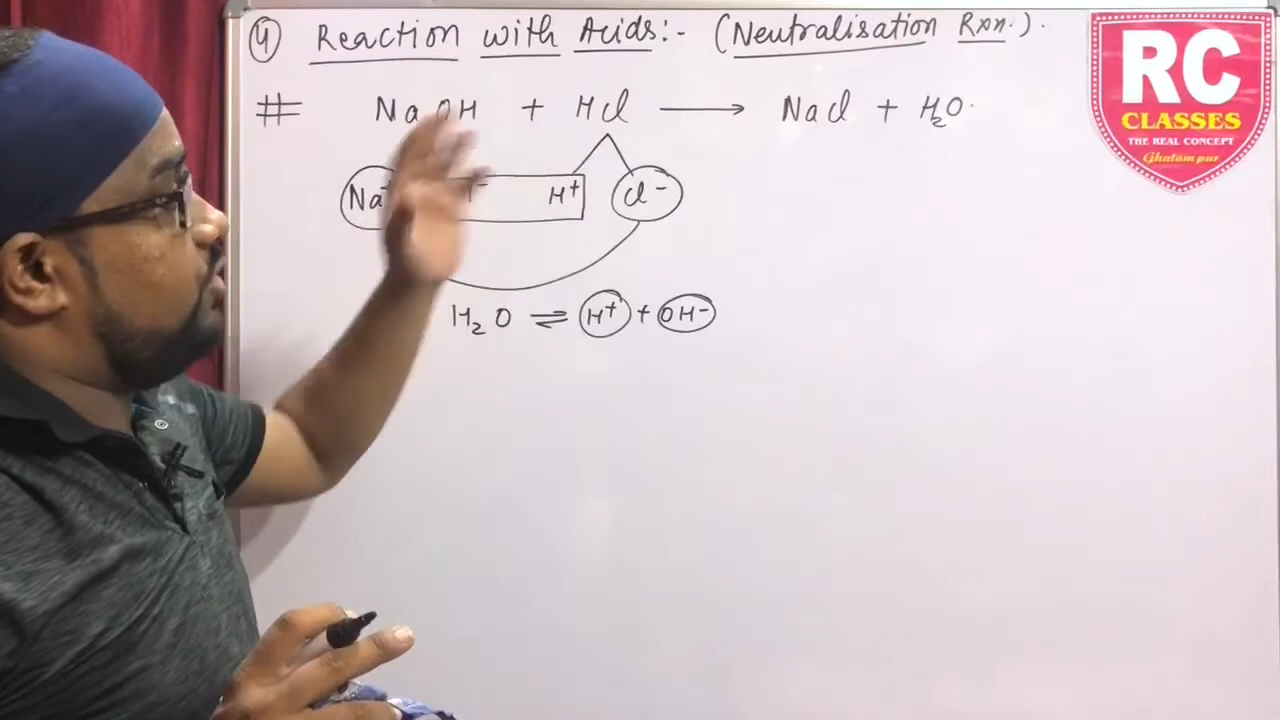 4 Reaction with Acids:- (Neutralisation Rxn.).
# NaOH + HCl ⟶ NaCl + H₂O.
Na⁺ H⁺ Cl⁻
H₂O ⇌ H⁺ + OH⁻
RC
CLASSES
THE REAL CONCEPT
Ghatampur